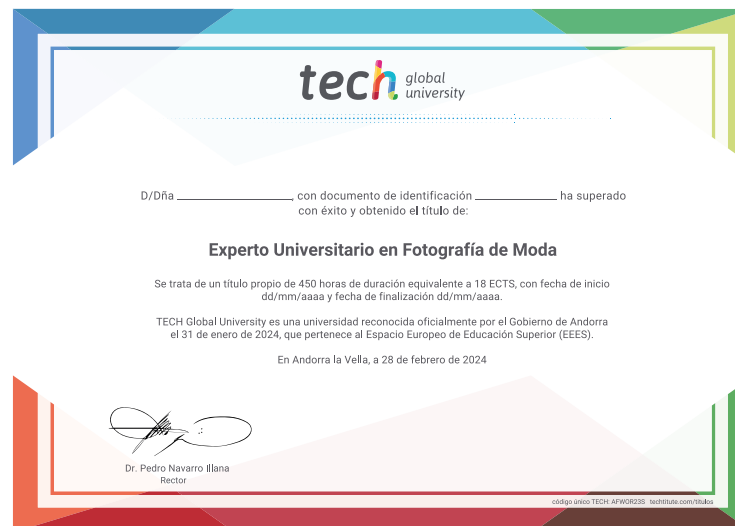 tech global
university
D/Dña ____________, con documento de identificación __________ ha superado
con éxito y obtenido el título de:
Experto Universitario en Fotografía de Moda
Se trata de un título propio de 450 horas de duración equivalente a 18 ECTS, con fecha de inicio
dd/mm/aaaa y fecha de finalización dd/mm/aaaa.
TECH Global University es una universidad reconocida oficialmente por el Gobierno de Andorra
el 31 de enero de 2024, que pertenece al Espacio Europeo de Educación Superior (EEES).
En Andorra la Vella, a 28 de febrero de 2024
Dr. Pedro Navarro Illana
Rector
código único TECH: AFWOR23S techtitute.com/titulos